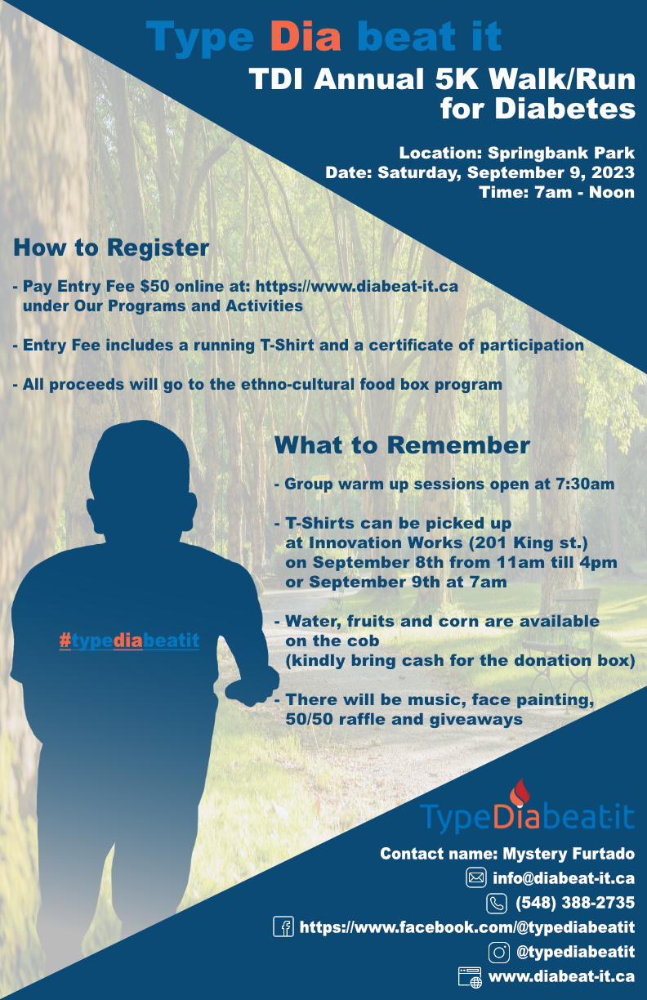 Type Dia beat it
TDI Annual 5K Walk/Run
for Diabetes
Location: Springbank Park
Date: Saturday, September 9, 2023
Time: 7am - Noon
How to Register
- Pay Entry Fee $50 online at: https://www.diabeat-it.ca
under Our Programs and Activities
- Entry Fee includes a running T-Shirt and a certificate of participation
- All proceeds will go to the ethno-cultural food box program
What to Remember
- Group warm up sessions open at 7:30am
- T-Shirts can be picked up
at Innovation Works (201 King st.)
on September 8th from 11am till 4pm
or September 9th at 7am
- Water, fruits and corn are available
on the cob
(kindly bring cash for the donation box)
- There will be music, face painting,
50/50 raffle and giveaways
#typediabeatit
TypeDiabeat-it
Contact name: Mystery Furtado
info@diabeat-it.ca
(548) 388-2735
https://www.facebook.com/@typediabeatit
@typediabeatit
www.diabeat-it.ca